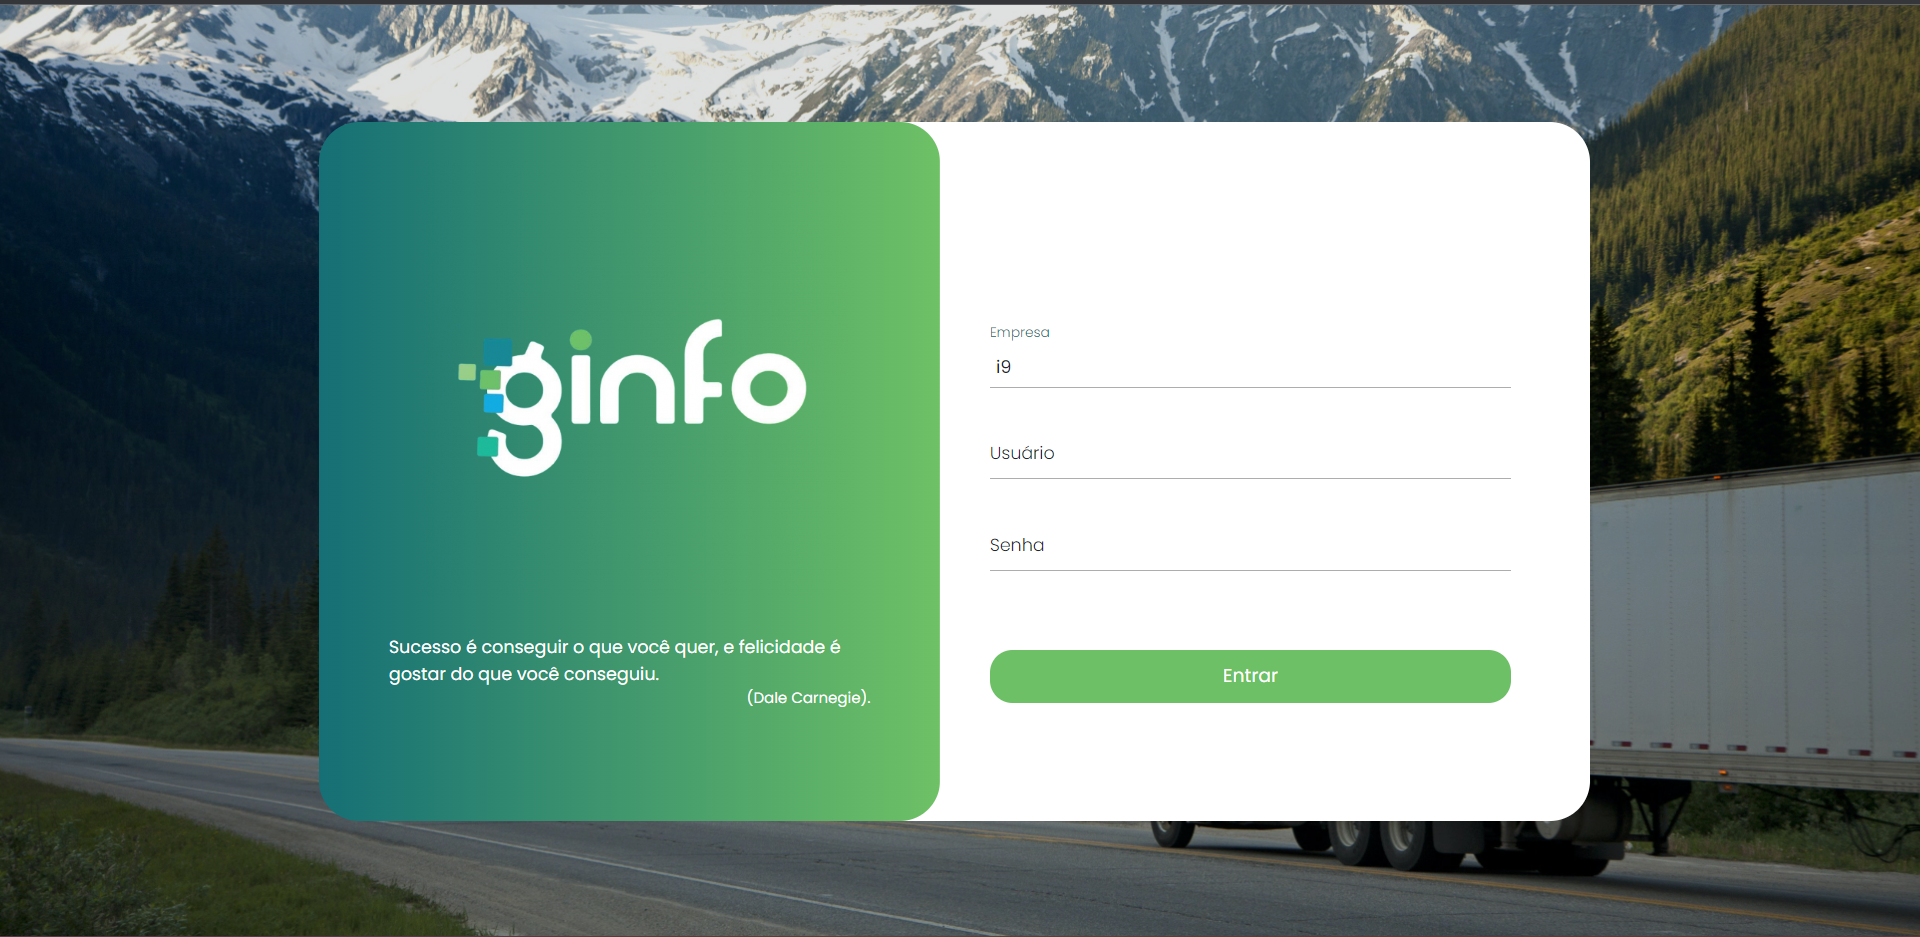 ginfo
Sucesso é conseguir o que você quer, e felicidade é
gostar do que você conseguiu.
(Dale Carnegie).
Empresa
i9
Usuário
Senha
Entrar